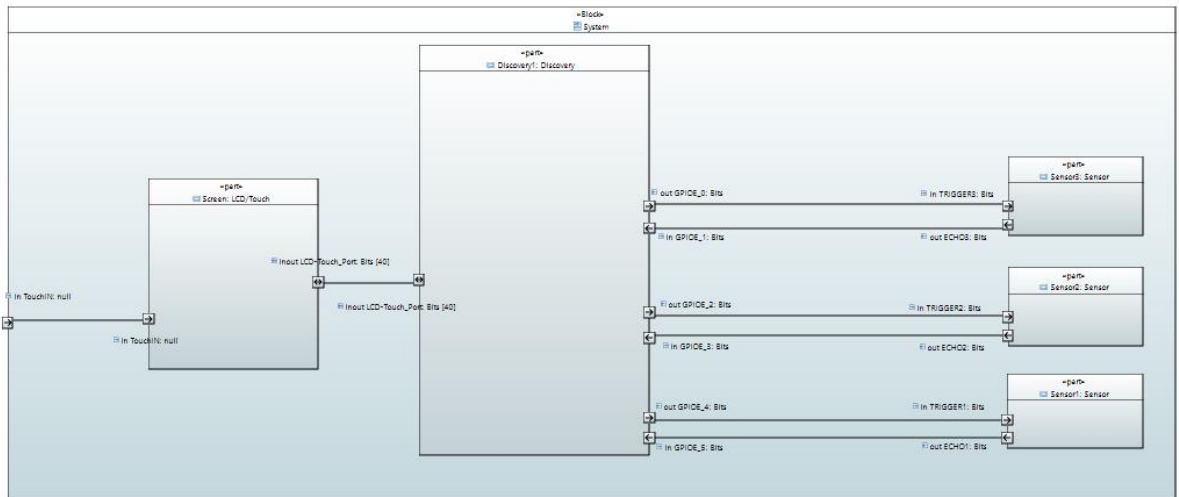 «Block»
System
«part»
Discovery1: Discovery
«part»
Sensor3: Sensor
«part»
Screen: LCD/Touch
out GPIOE_0: Bits
in TRIGGER3: Bits
in GPIOE_1: Bits
out ECHO3: Bits
inout LCD-Touch_Port: Bits [40]
inout LCD-Touch_Port: Bits [40]
in TouchIN: null
in TouchIN: null
«part»
Sensor2: Sensor
out GPIOE_2: Bits
in TRIGGER2: Bits
in GPIOE_3: Bits
out ECHO2: Bits
«part»
Sensor1: Sensor
out GPIOE_4: Bits
in TRIGGER1: Bits
in GPIOE_5: Bits
out ECHO1: Bits